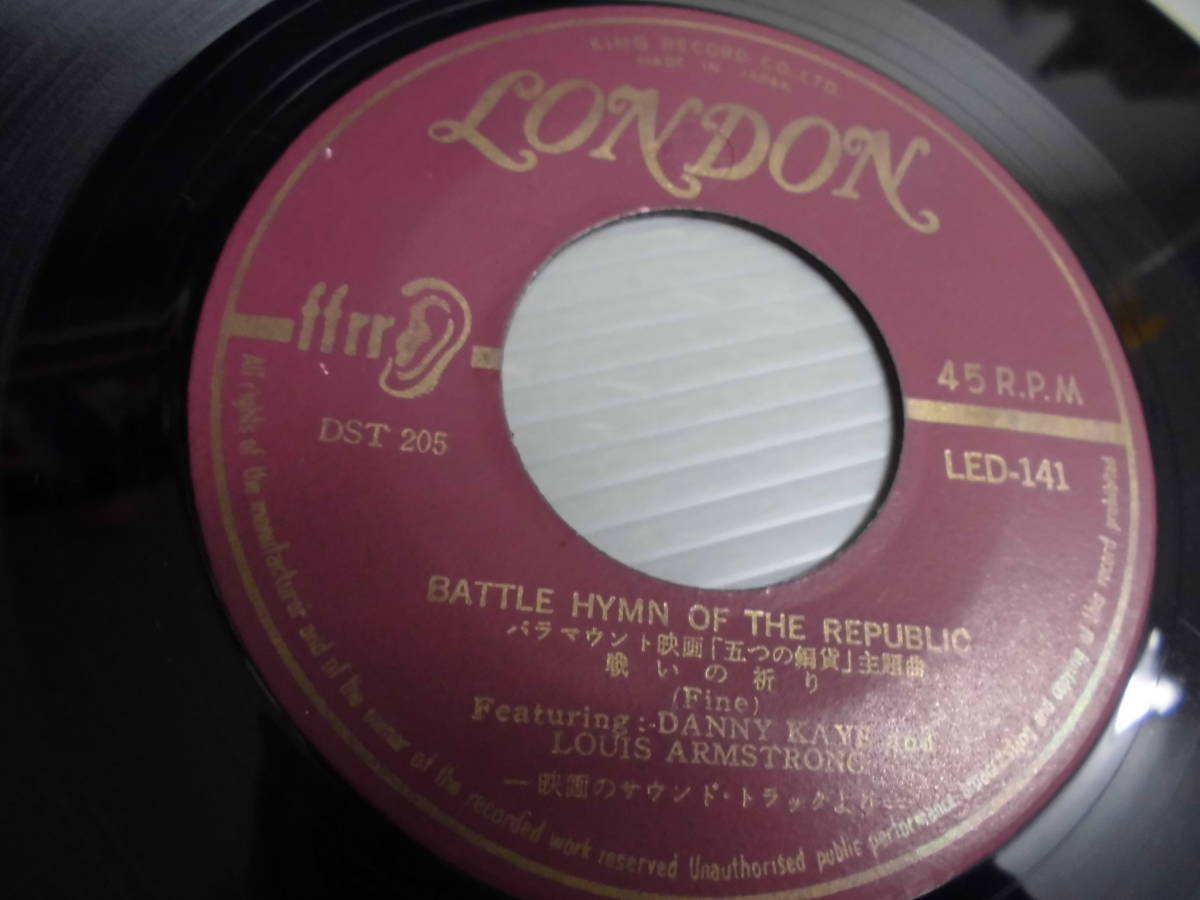 KING RECORD CO., LTD.
MADE IN JAPAN
LONDON
ffrr
45 R.P.M
DST 205
LED-141
BATTLE HYMN OF THE REPUBLIC
パラマウント映画「五つの銅貨」主題曲
戦いの祈り
(Fine)
Featuring:-DANNY KAYE and
LOUIS ARMSTRONG
—映画のサウンド・トラックより—
All rights of the manufacturer and of the owner of the recorded work reserved Unauthorised public performance broadcasting and copying of this record prohibited